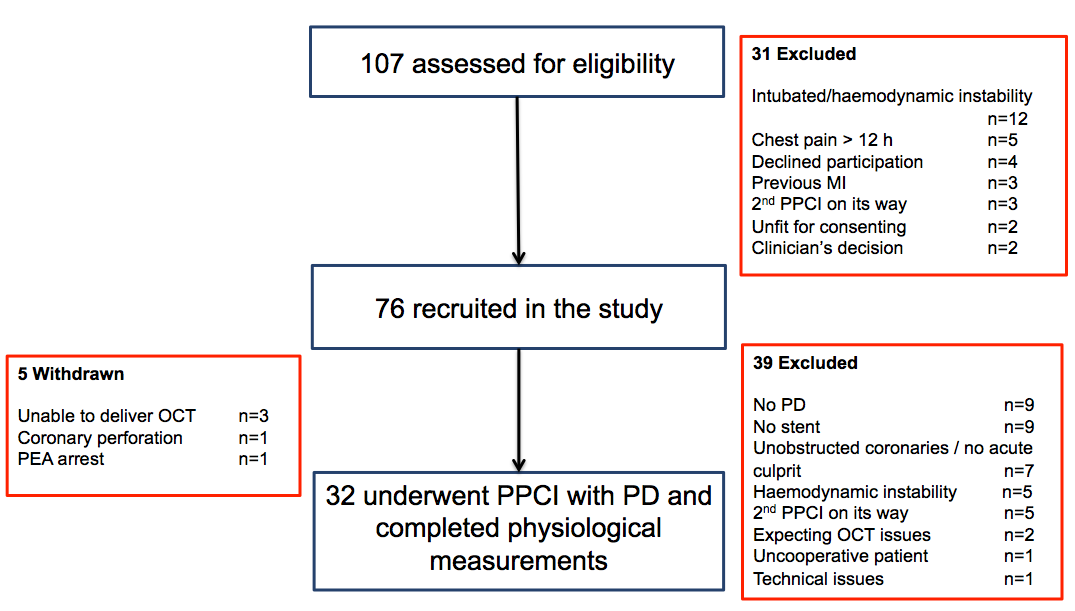 107 assessed for eligibility
31 Excluded
Intubated/haemodynamic instability
n=12
Chest pain > 12 h n=5
Declined participation n=4
Previous MI n=3
2nd PPCI on its way n=3
Unfit for consenting n=2
Clinician's decision n=2
76 recruited in the study
5 Withdrawn
Unable to deliver OCT n=3
Coronary perforation n=1
PEA arrest n=1
39 Excluded
No PD n=9
No stent n=9
Unobstructed coronaries / no acute
culprit n=7
Haemodynamic instability n=5
2nd PPCI on its way n=5
Expecting OCT issues n=2
Uncooperative patient n=1
Technical issues n=1
32 underwent PPCI with PD and
completed physiological
measurements